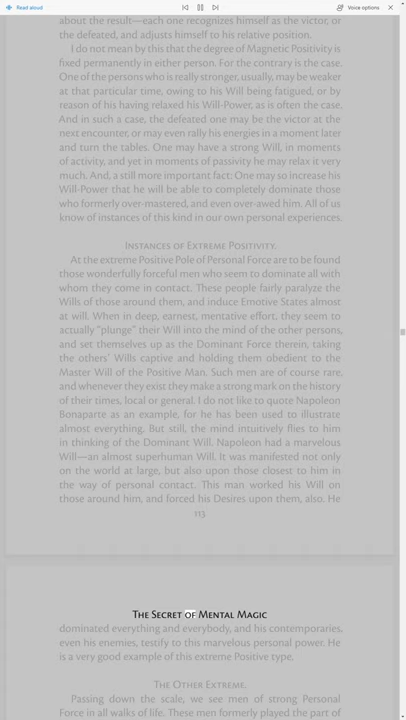 Read aloud
Voice options
about the result—each one recognizes himself as the victor, or
the defeated, and adjusts himself to his relative position.
I do not mean by this that the degree of Magnetic Positivity is
fixed permanently in either person. For the contrary is the case.
One of the persons who is really stronger, usually, may be weaker
at that particular time, owing to his Will being fatigued, or by
reason of his having relaxed his Will-Power, as is often the case.
And in such a case, the defeated one may be the victor at the
next encounter, or may even rally his energies in a moment later
and turn the tables. One may have a strong Will, in moments
of activity, and yet in moments of passivity he may relax it very
much. And, a still more important fact: One may so increase his
Will-Power that he will be able to completely dominate those
who formerly over-mastered, and even over-awed him. All of us
know of instances of this kind in our own personal experiences.
Instances of Extreme Positivity.
At the extreme Positive Pole of Personal Force are to be found
those wonderfully forceful men who seem to dominate all with
whom they come in contact. These people fairly paralyze the
Wills of those around them, and induce Emotive States almost
at will. When in deep, earnest, mentative effort, they seem to
actually “plunge” their Will into the mind of the other persons,
and set themselves up as the Dominant Force therein, taking
the others’ Wills captive and holding them obedient to the
Master Will of the Positive Man. Such men are of course rare,
and whenever they exist they make a strong mark on the history
of their times, local or general. I do not like to quote Napoleon
Bonaparte as an example, for he has been used to illustrate
almost everything. But still, the mind intuitively flies to him
in thinking of the Dominant Will. Napoleon had a marvelous
Will—an almost superhuman Will. It was manifested not only
on the world at large, but also upon those closest to him in
the way of personal contact. This man worked his Will on
those around him, and forced his Desires upon them, also. He
113
The Secret of Mental Magic
dominated everything and everybody, and his contemporaries,
even his enemies, testify to this marvelous personal power. He
is a very good example of this extreme Positive type.
The Other Extreme.
Passing down the scale, we see men of strong Personal
Force in all walks of life. These men formerly played the part of